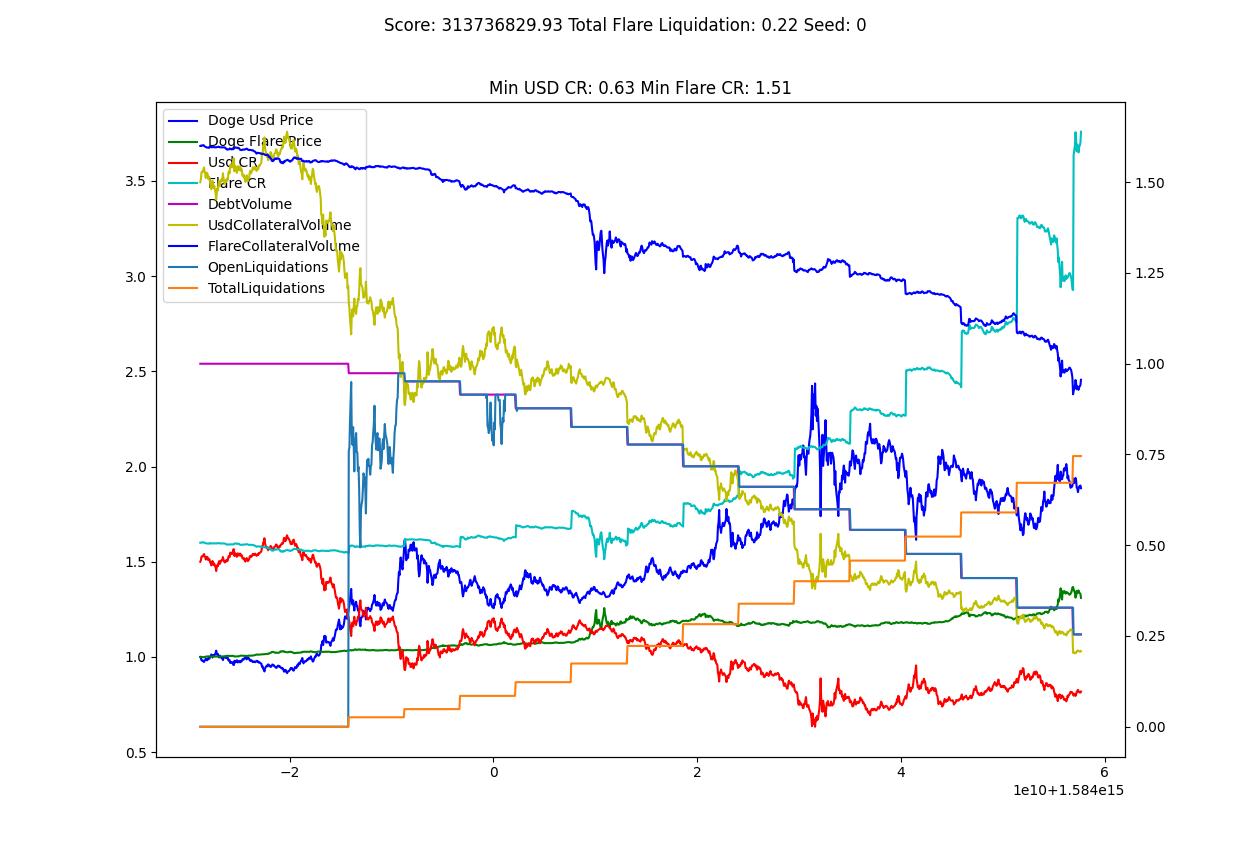 Score: 313736829.93 Total Flare Liquidation: 0.22 Seed: 0
Min USD CR: 0.63 Min Flare CR: 1.51
Doge Usd Price
Doge Flare Price
Usd CR
Flare CR
DebtVolume
UsdCollateralVolume
FlareCollateralVolume
OpenLiquidations
TotalLiquidations
3.5
3.0
2.5
2.0
1.5
1.0
0.5
1.50
1.25
1.00
0.75
0.50
0.25
0.00
−2
0
2
4
6
1e10+1.584e15